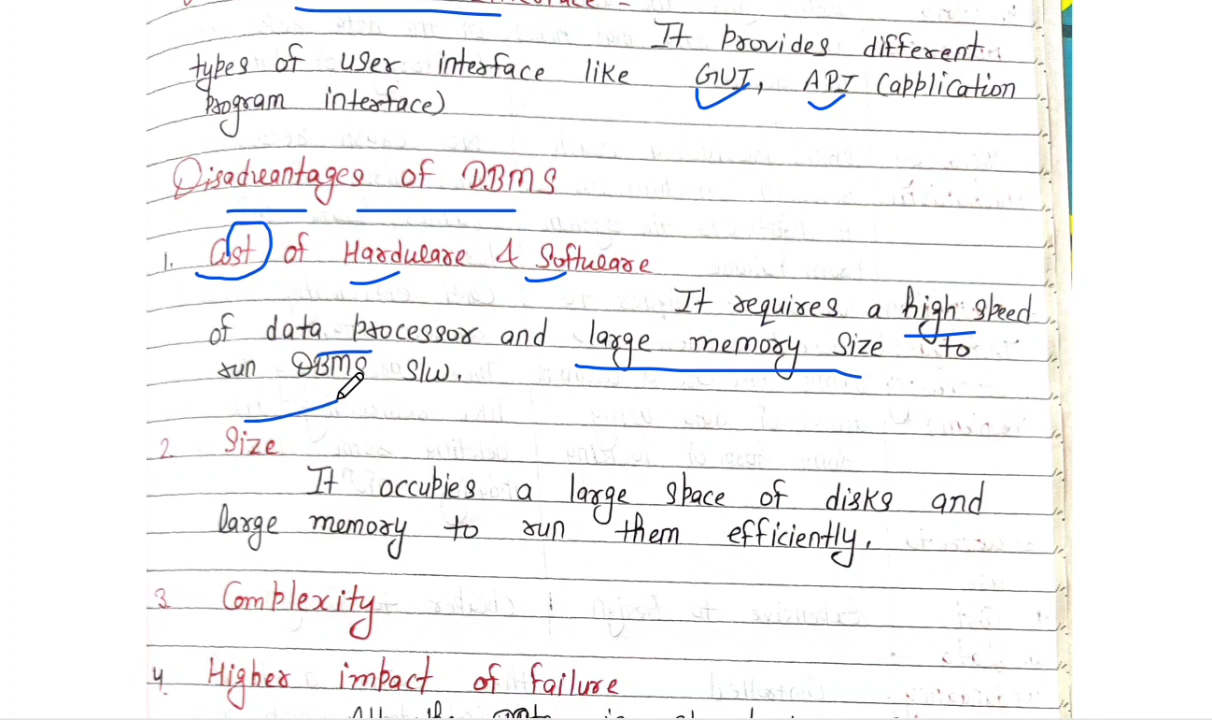 It provides different
types of user interface like GUI, API (application
program interface)
Disadvantages of DBMS
1. Cost of Hardware & Software
It requires a high speed
of data processor and large memory size to
run DBMS S/W.
2. Size
It occupies a large space of disks and
large memory to run them efficiently.
3 Complexity
4. Higher impact of failure
All the